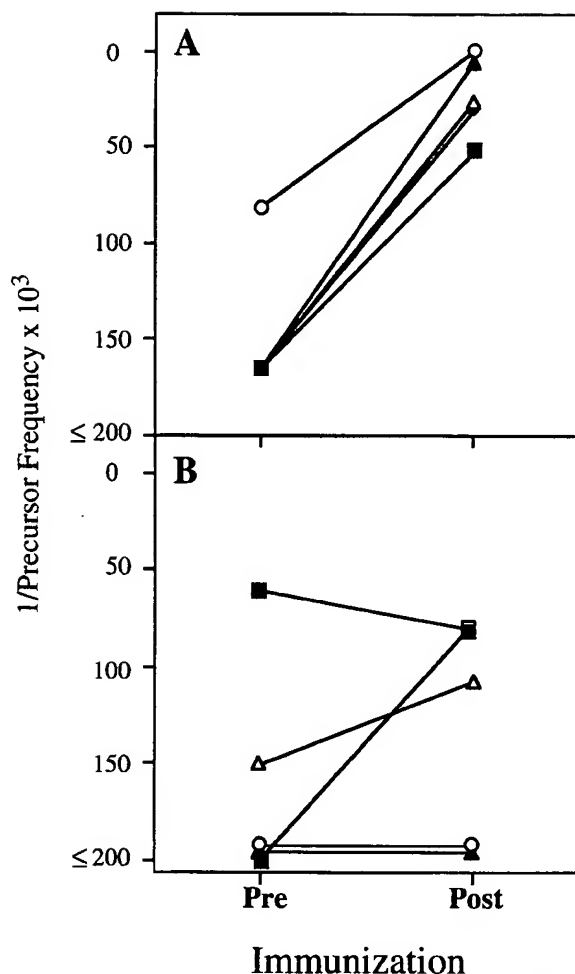 A
0
50
100
150
≤ 200
B
0
50
100
150
≤ 200
1/Precursor Frequency x 10³
Pre Post
Immunization